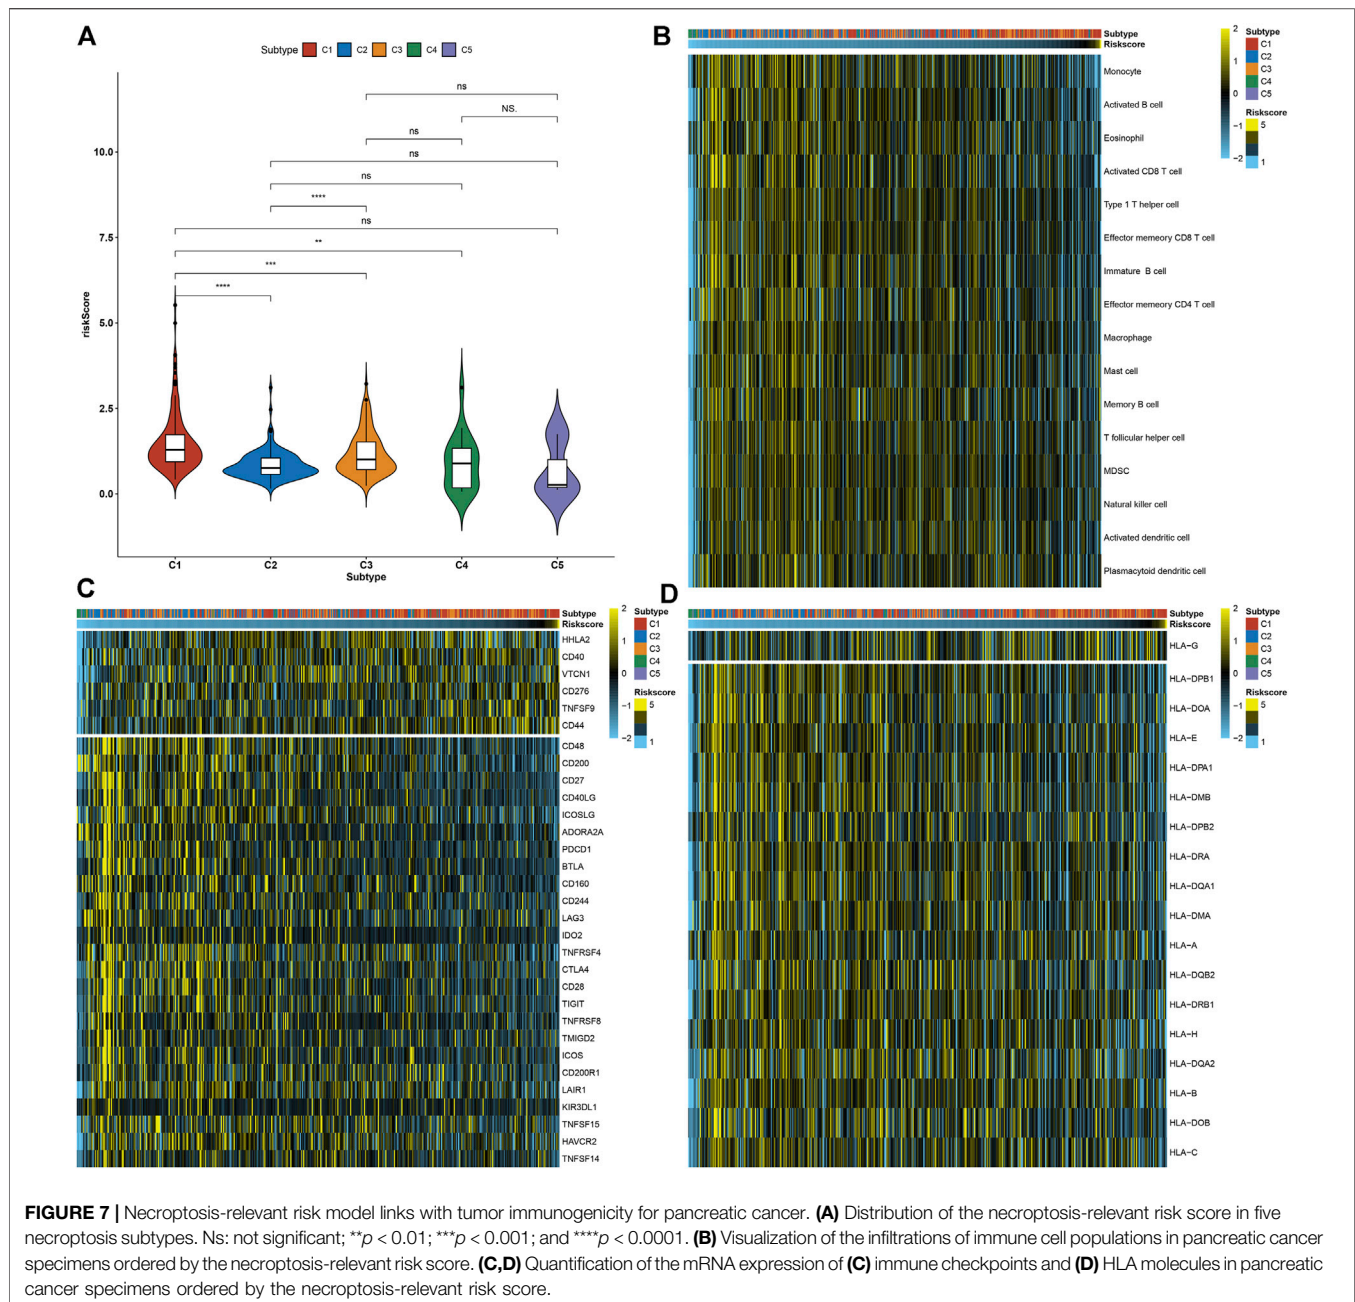 A
Subtype C1 C2 C3 C4 C5
ns
NS.
ns
ns
ns
****
ns
**
***
****
10.0
7.5
5.0
2.5
0.0
riskScore
C1 C2 C3 C4 C5
Subtype
B
Subtype
Riskscore
Monocyte
Activated B cell
Eosinophil
Activated CD8 T cell
Type 1 T helper cell
Effector memeory CD8 T cell
Immature B cell
Effector memeory CD4 T cell
Macrophage
Mast cell
Memory B cell
T follicular helper cell
MDSC
Natural killer cell
Activated dendritic cell
Plasmacytoid dendritic cell
2
1
0
−1
−2
Subtype
C1
C2
C3
C4
C5
Riskscore
5
1
C
Subtype
Riskscore
HHLA2
CD40
VTCN1
CD276
TNFSF9
CD44
CD48
CD200
CD27
CD40LG
ICOSLG
ADORA2A
PDCD1
BTLA
CD160
CD244
LAG3
IDO2
TNFRSF4
CTLA4
CD28
TIGIT
TNFRSF8
TMIGD2
ICOS
CD200R1
LAIR1
KIR3DL1
TNFSF15
HAVCR2
TNFSF14
2
1
0
−1
−2
Subtype
C1
C2
C3
C4
C5
Riskscore
5
1
D
Subtype
Riskscore
HLA−G
HLA−DPB1
HLA−DOA
HLA−E
HLA−DPA1
HLA−DMB
HLA−DPB2
HLA−DRA
HLA−DQA1
HLA−DMA
HLA−A
HLA−DQB2
HLA−DRB1
HLA−H
HLA−DQA2
HLA−B
HLA−DOB
HLA−C
2
1
0
−1
−2
Subtype
C1
C2
C3
C4
C5
Riskscore
5
1
FIGURE 7 | Necroptosis-relevant risk model links with tumor immunogenicity for pancreatic cancer. (A) Distribution of the necroptosis-relevant risk score in five
necroptosis subtypes. Ns: not significant; **p < 0.01; ***p < 0.001; and ****p < 0.0001. (B) Visualization of the infiltrations of immune cell populations in pancreatic cancer
specimens ordered by the necroptosis-relevant risk score. (C,D) Quantification of the mRNA expression of (C) immune checkpoints and (D) HLA molecules in pancreatic
cancer specimens ordered by the necroptosis-relevant risk score.